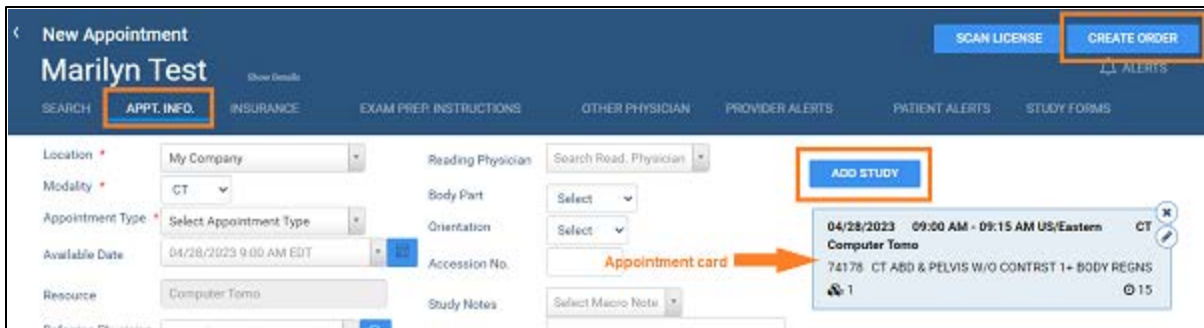 New Appointment
SCAN LICENSE
CREATE ORDER
Marilyn Test
Show Details
ALERTS
SEARCH
APPT. INFO.
INSURANCE
EXAM PREP. INSTRUCTIONS
OTHER PHYSICIAN
PROVIDER ALERTS
PATIENT ALERTS
STUDY FORMS
Location *
My Company
Reading Physician
Search Read. Physician
ADD STUDY
Modality *
CT
Body Part
Select
Appointment Type *
Select Appointment Type
Orientation
Select
04/28/2023 09:00 AM - 09:15 AM US/Eastern CT
Computer Tomo
Available Date
04/28/2023 9:00 AM EDT
Accession No.
Appointment card
74178 CT ABD & PELVIS W/O CONTRST 1+ BODY REGNS
1
15
Resource
Computer Tomo
Study Notes
Select Macro Note